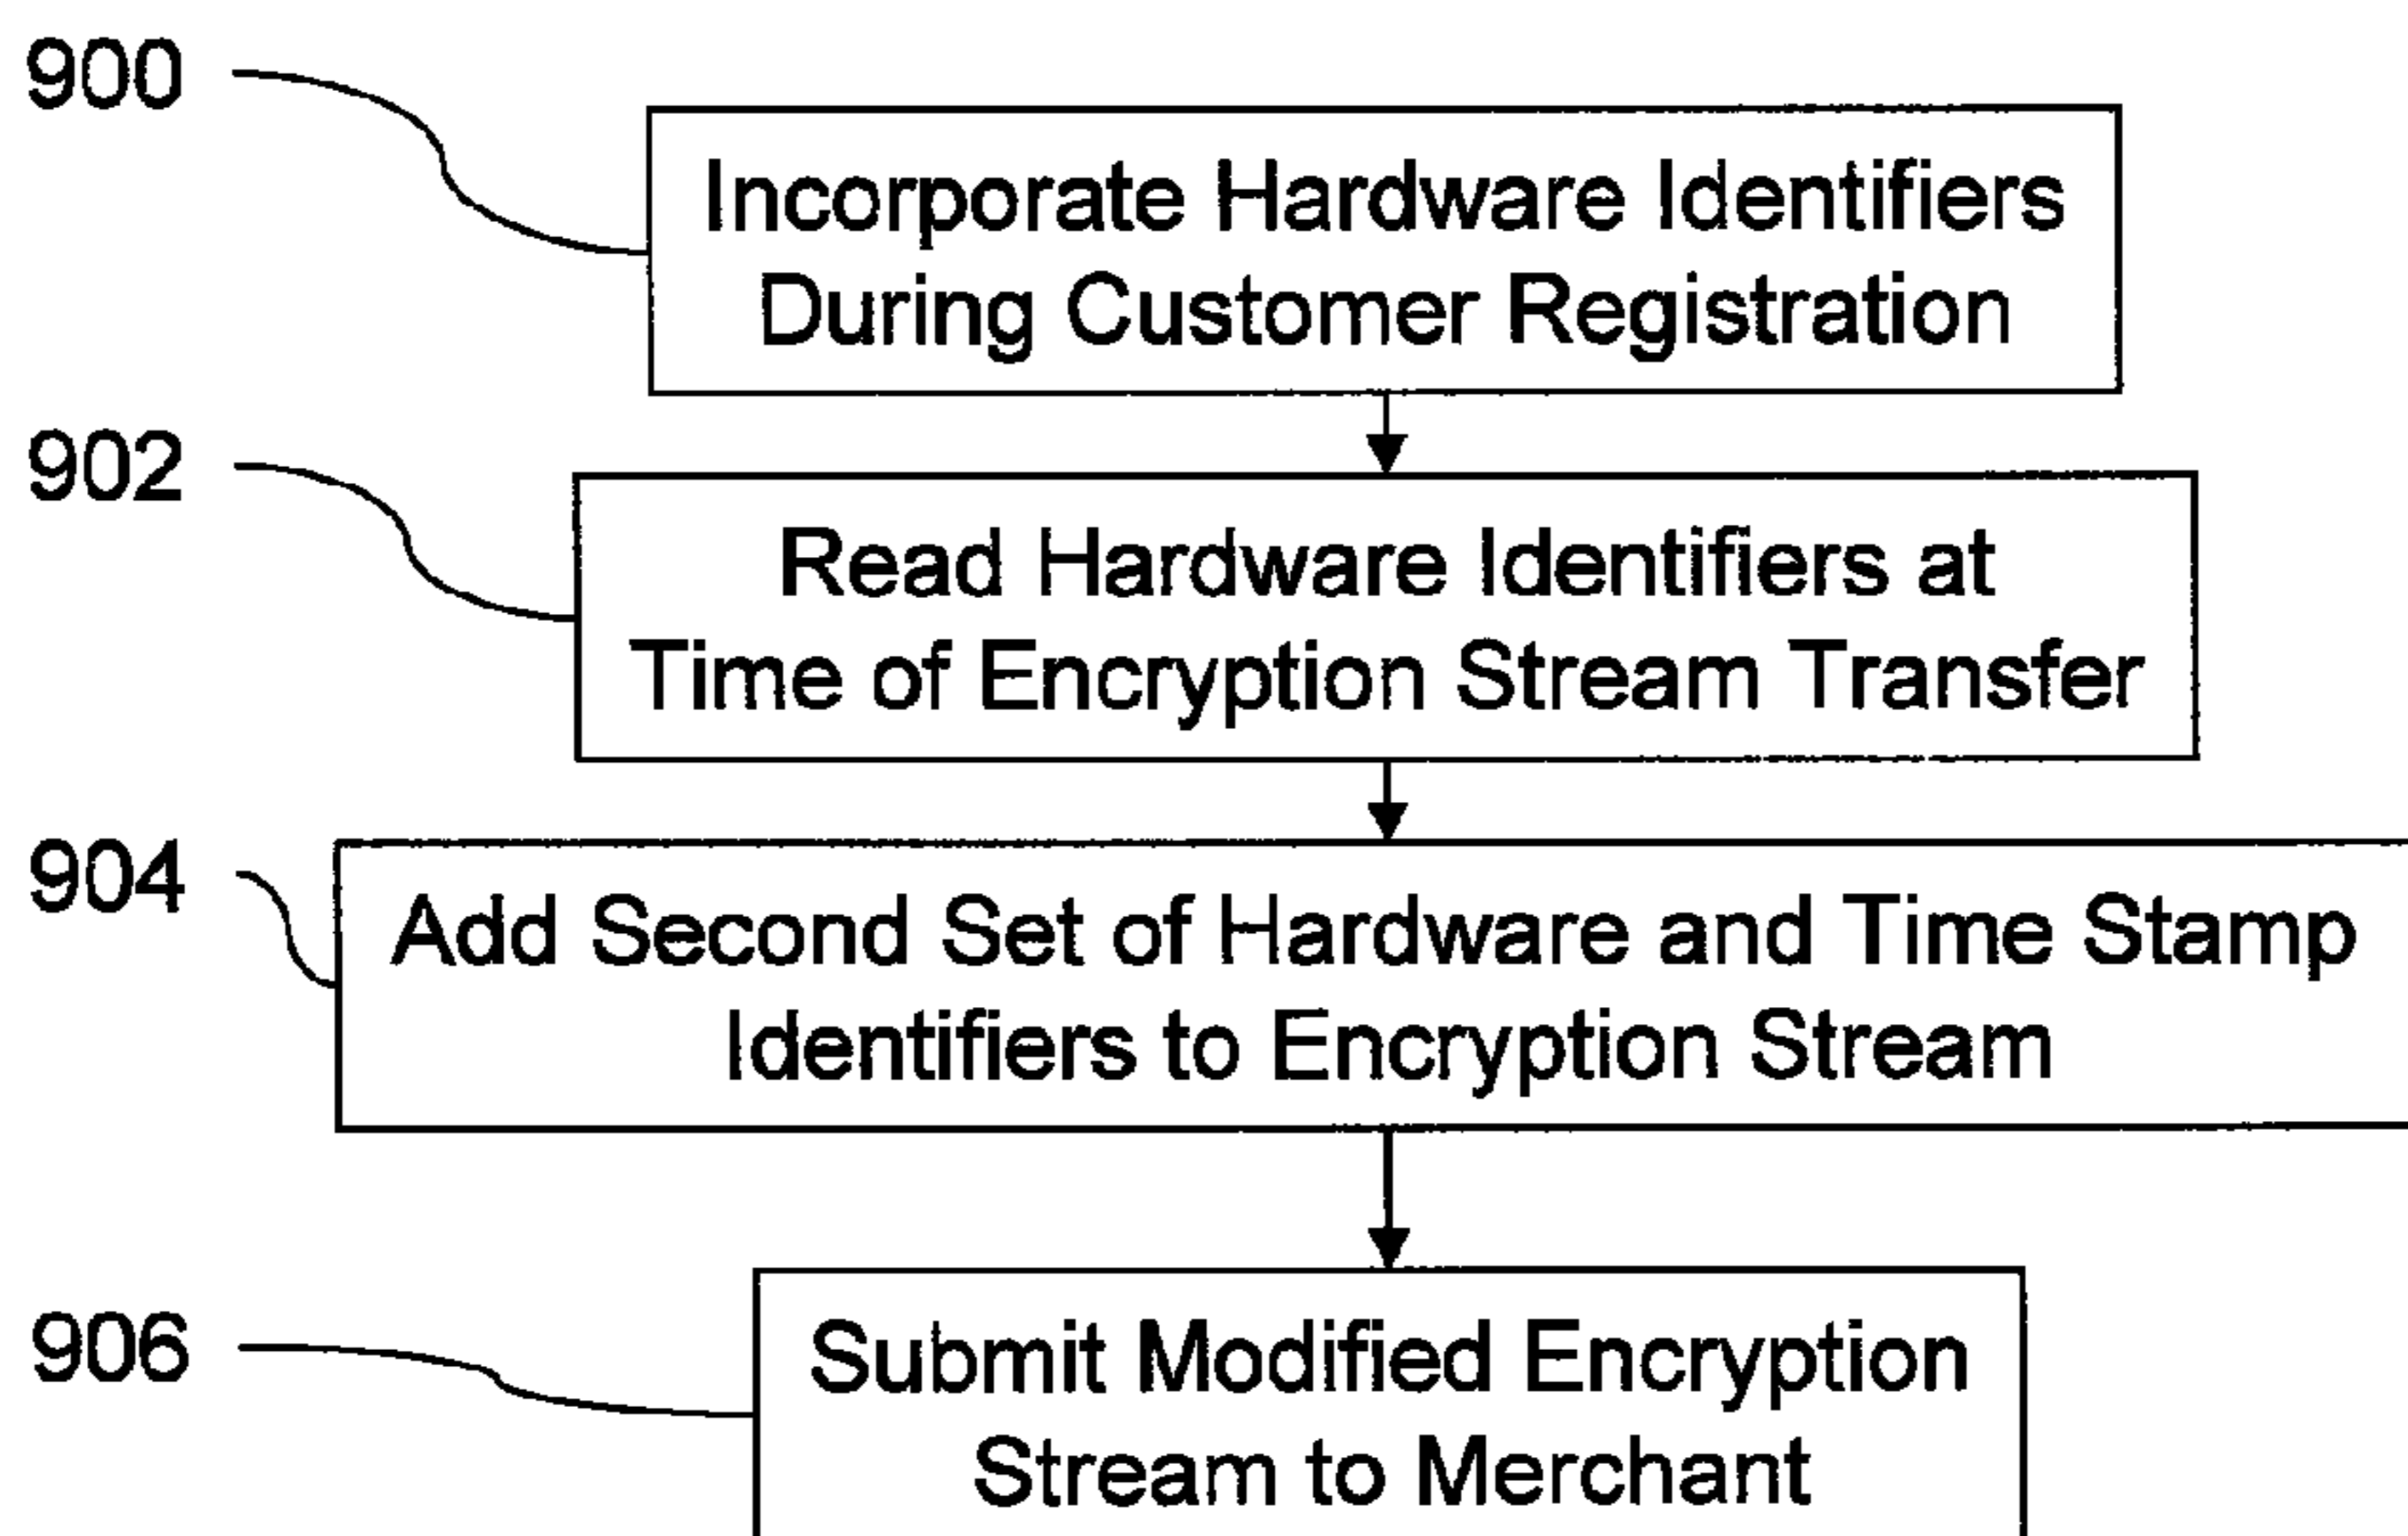 900
Incorporate Hardware Identifiers
During Customer Registration
902
Read Hardware Identifiers at
Time of Encryption Stream Transfer
904
Add Second Set of Hardware and Time Stamp
Identifiers to Encryption Stream
906
Submit Modified Encryption
Stream to Merchant